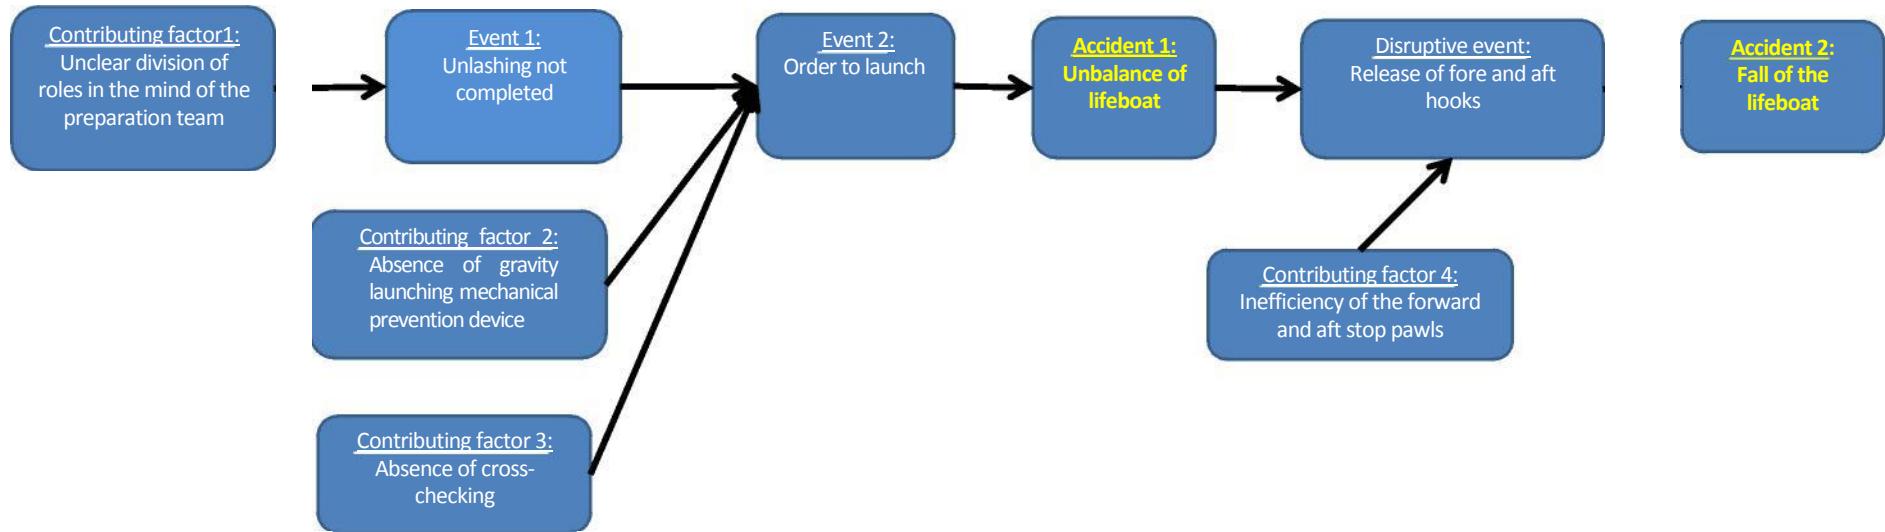 Contributing factor1:
Unclear division of
roles in the mind of the
preparation team
Event 1:
Unlashing not
completed
Event 2:
Order to launch
Accident 1:
Unbalance of
lifeboat
Disruptive event:
Release of fore and aft
hooks
Accident 2:
Fall of the
lifeboat
Contributing factor 2:
Absence of gravity
launching mechanical
prevention device
Contributing factor 4:
Inefficiency of the forward
and aft stop pawls
Contributing factor 3:
Absence of cross-
checking